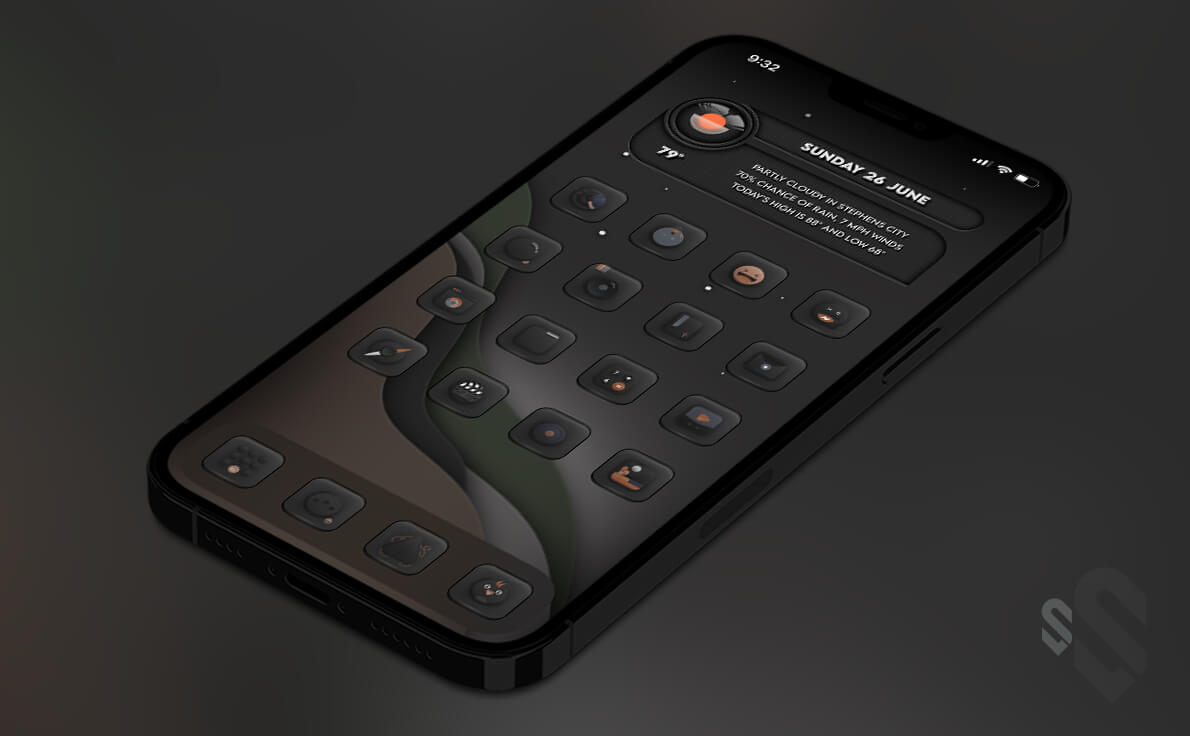 9:32
SUNDAY 26 JUNE
79°
PARTLY CLOUDY IN STEPHENS CITY
70% CHANCE OF RAIN, 7 MPH WINDS
TODAY'S HIGH IS 88° AND LOW 68°